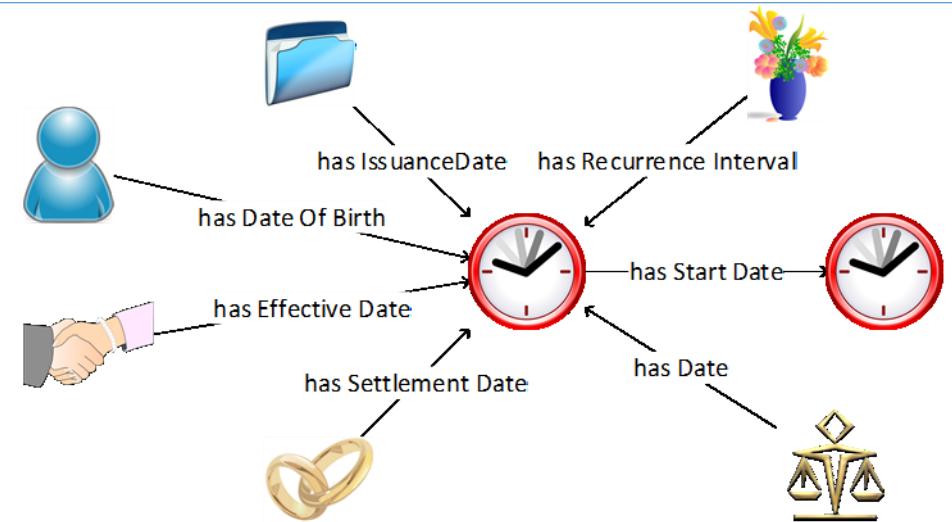 has IssuanceDate
has Recurrence Interval
has Date Of Birth
has Start Date
has Effective Date
has Date
has Settlement Date